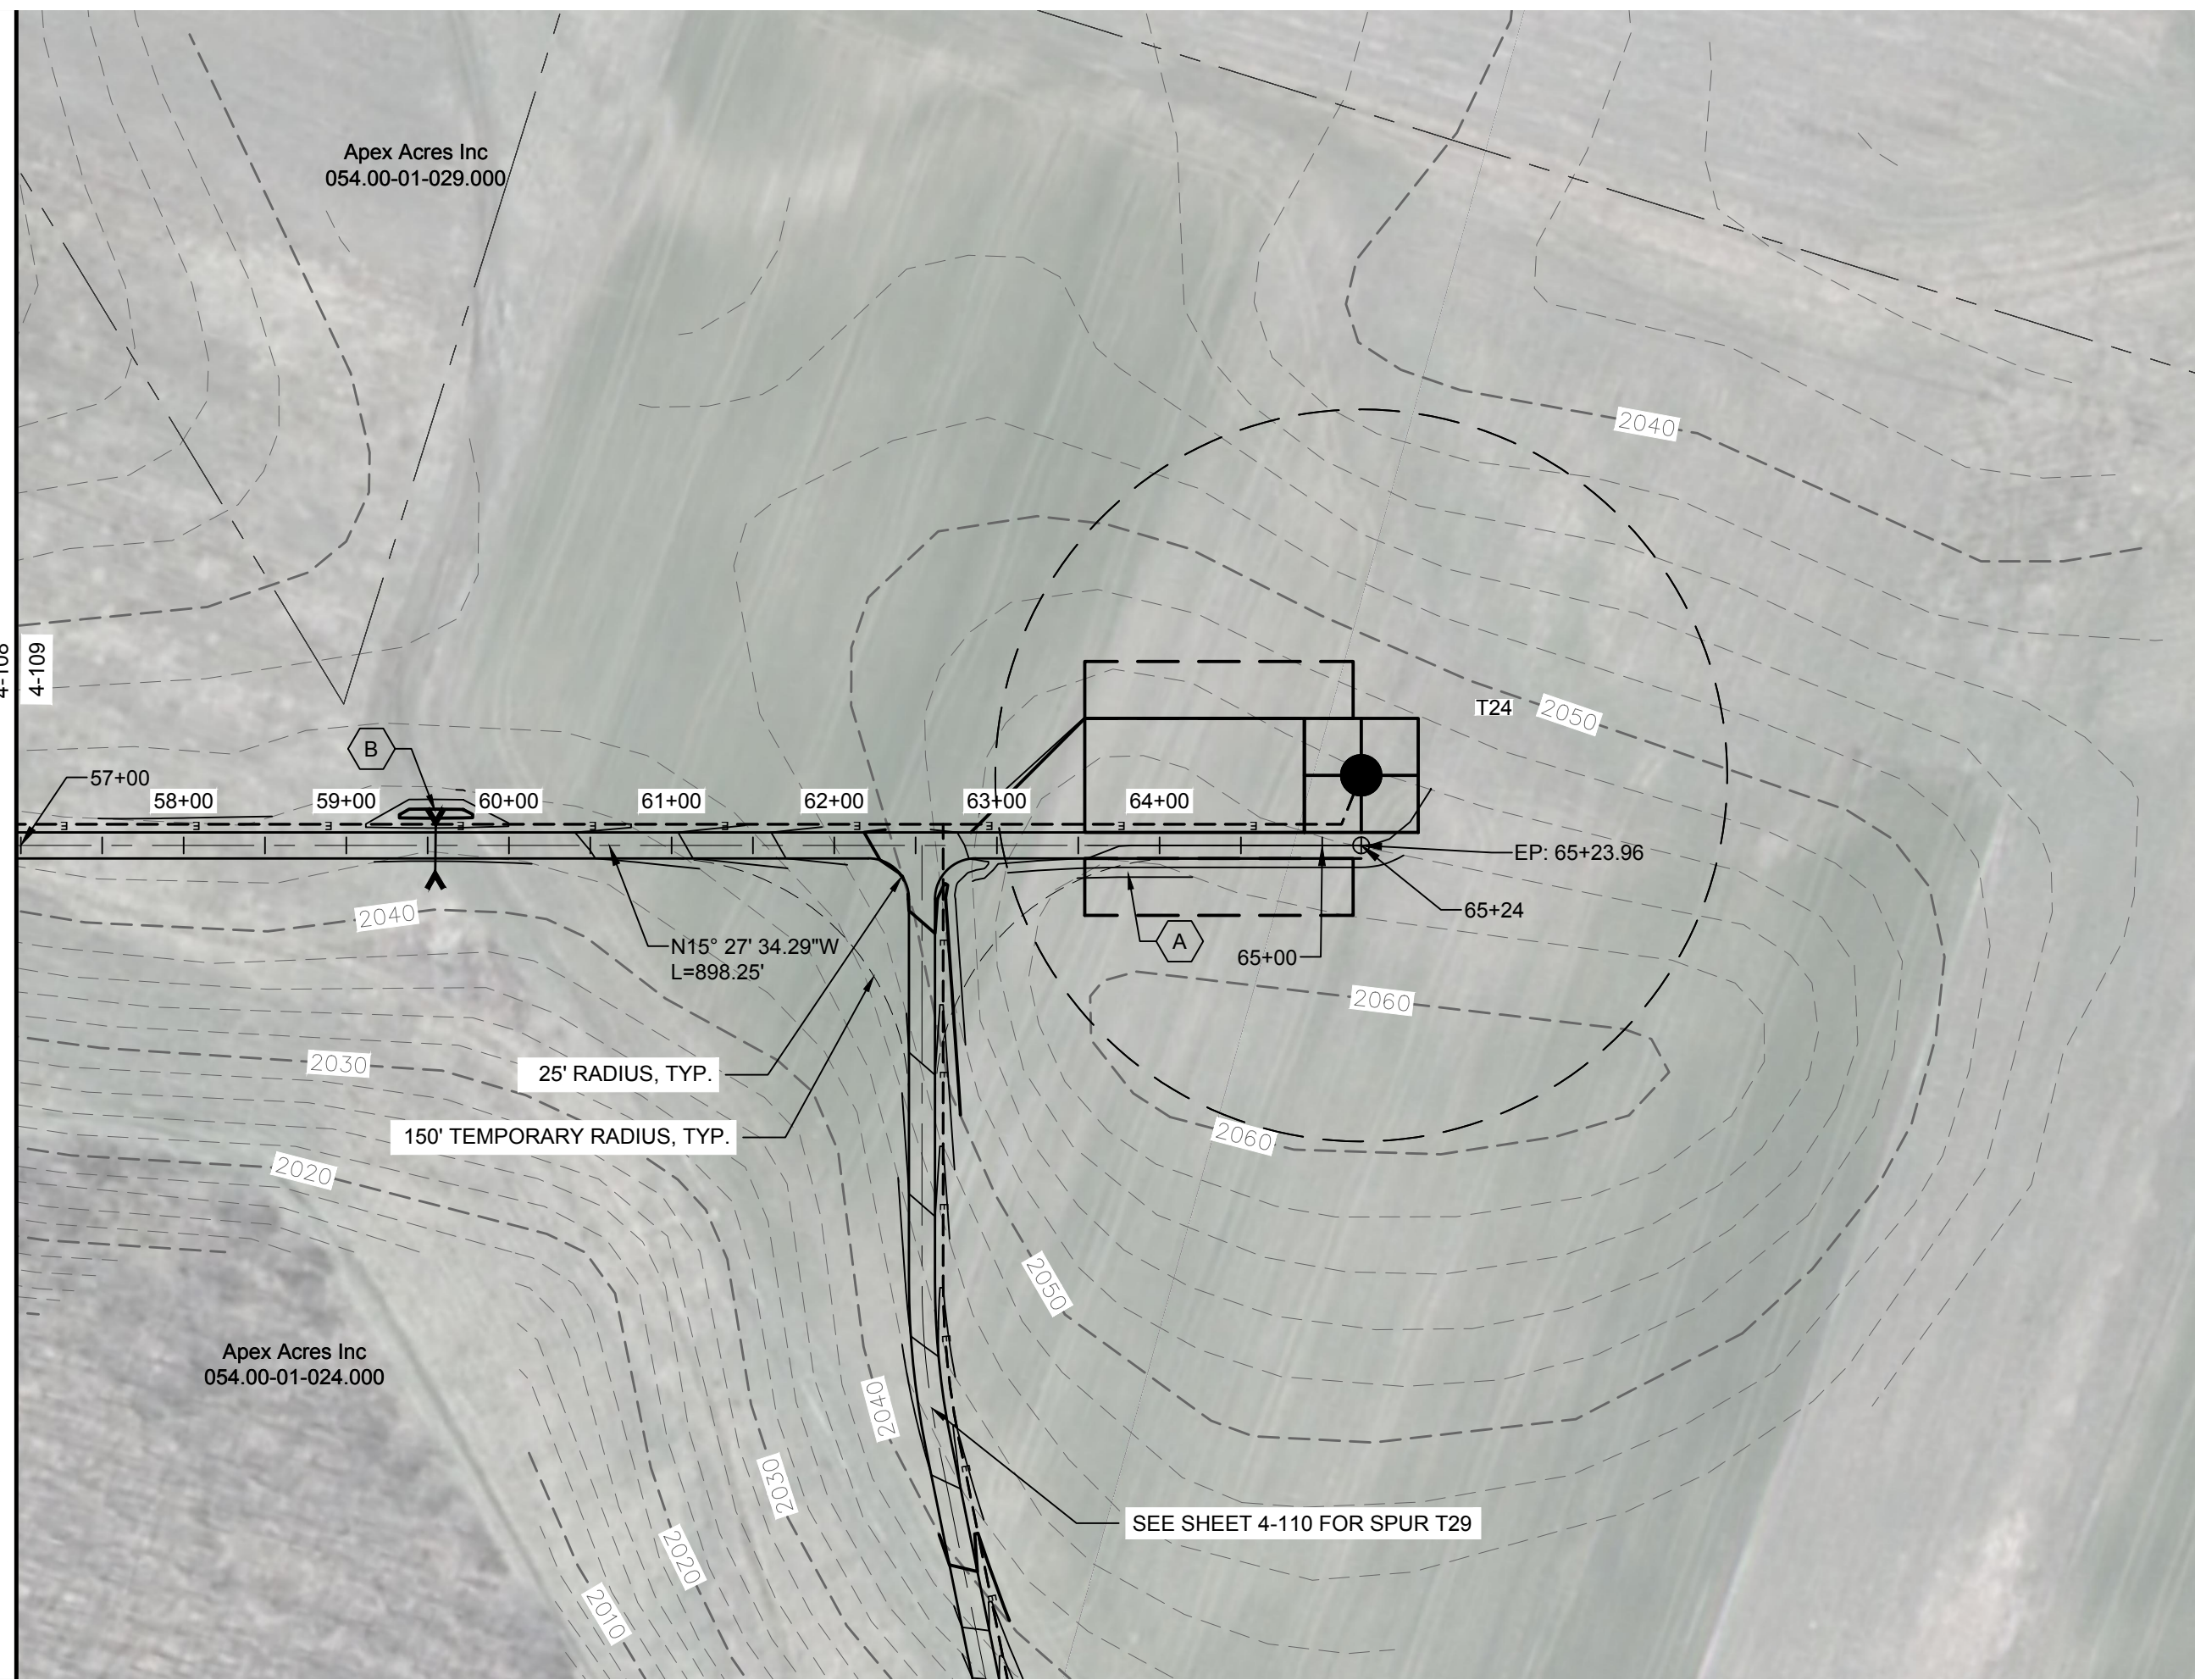 Apex Acres Inc
054.00-01-029.000
2040
4-109
T24
2050
B
57+00
58+00
59+00
60+00
61+00
62+00
63+00
64+00
E
E
E
E
E
E
E
E
E
E
EP: 65+23.96
65+24
2040
N15° 27' 34.29"W
L=898.25'
A
65+00
2060
2030
25' RADIUS, TYP.
150' TEMPORARY RADIUS, TYP.
2060
2020
2050
Apex Acres Inc
054.00-01-024.000
2040
2030
SEE SHEET 4-110 FOR SPUR T29
2020
2010